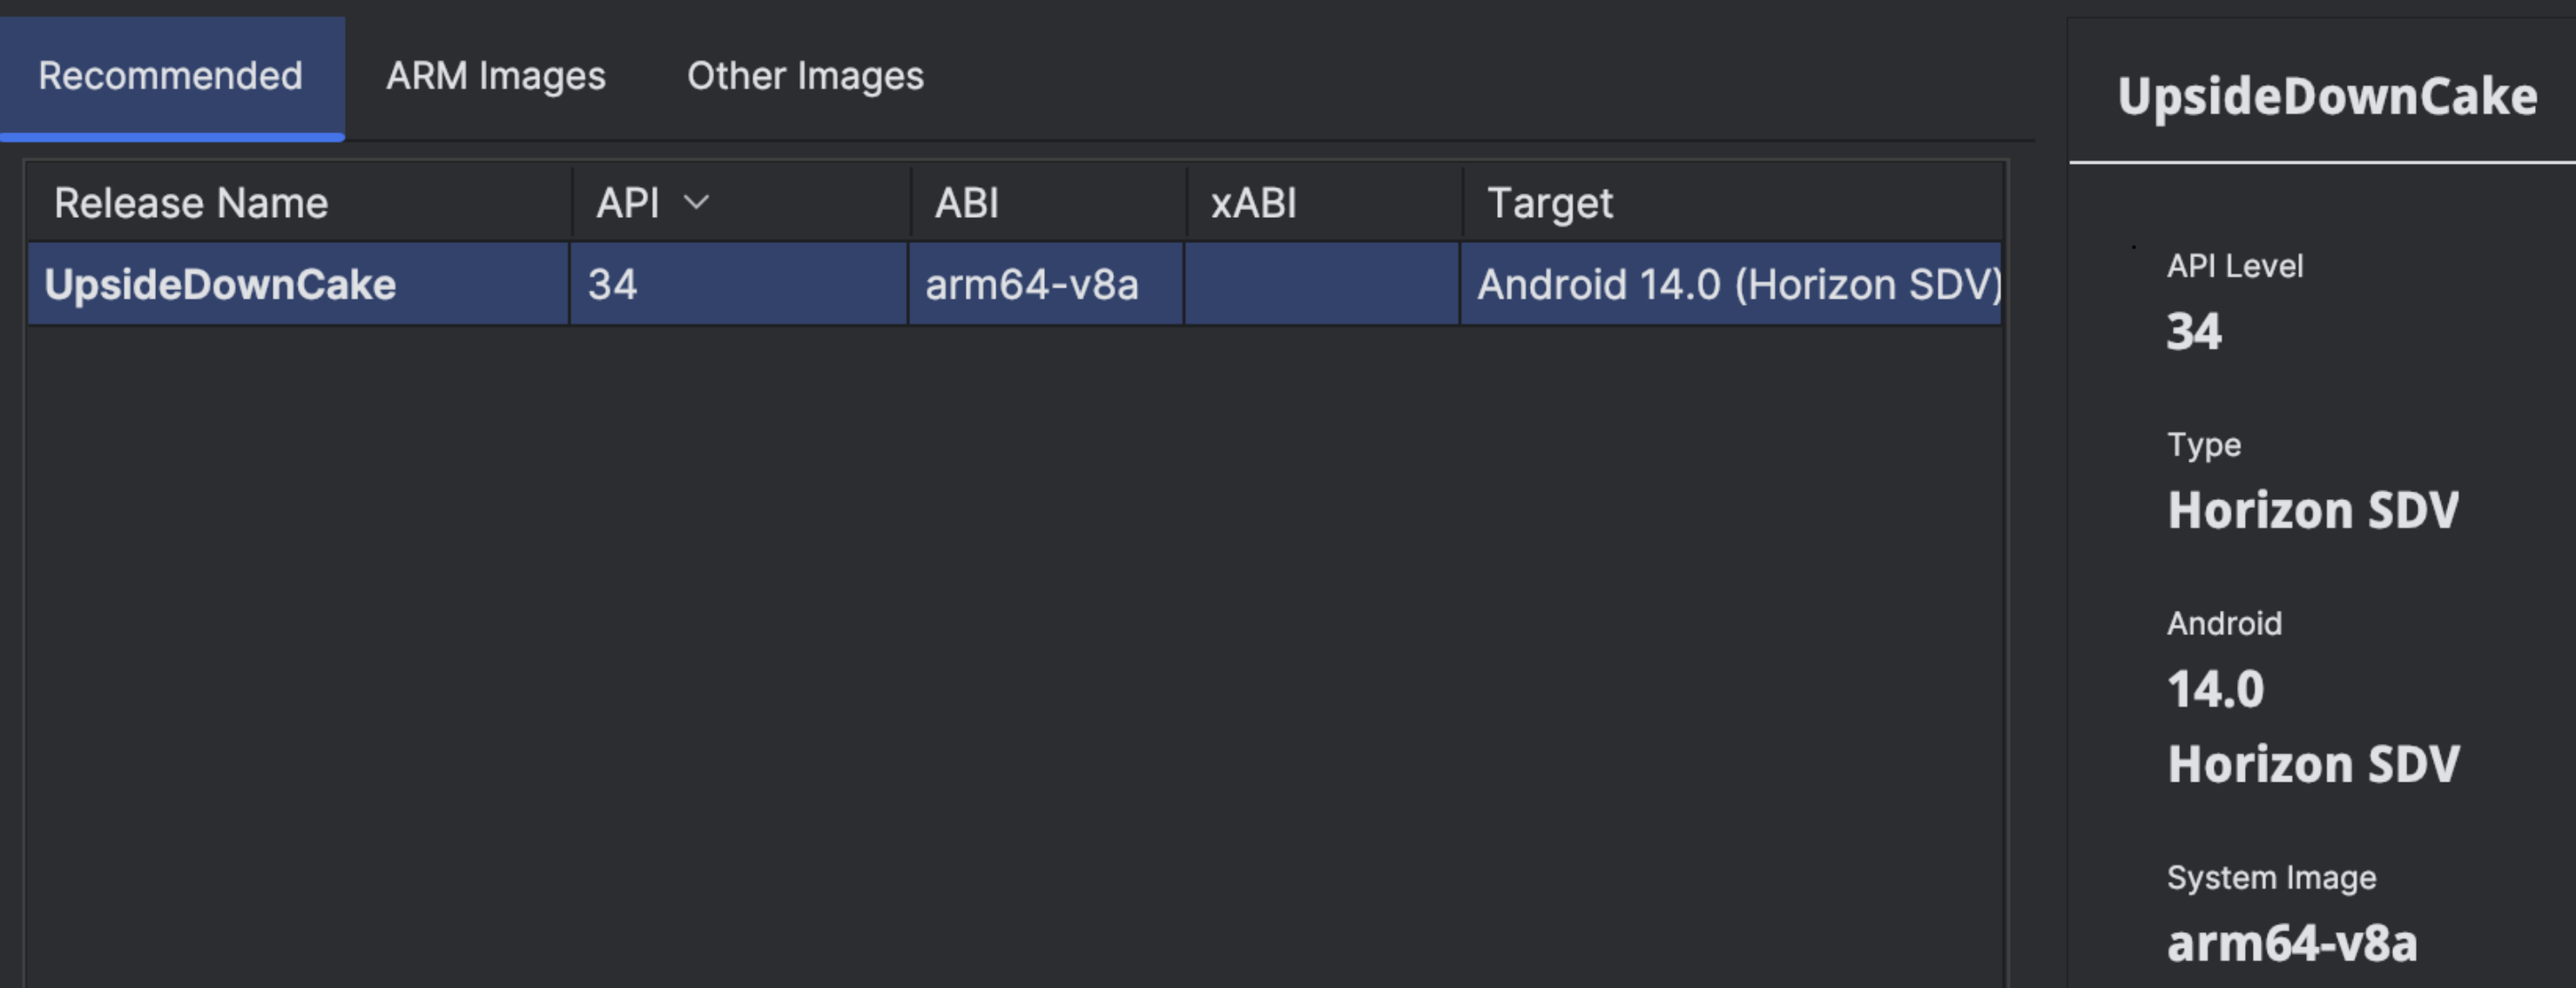 Recommended ARM Images Other Images
Release Name API ABI xABI Target
UpsideDownCake 34 arm64-v8a Android 14.0 (Horizon SDV)
UpsideDownCake
API Level
34
Type
Horizon SDV
Android
14.0
Horizon SDV
System Image
arm64-v8a